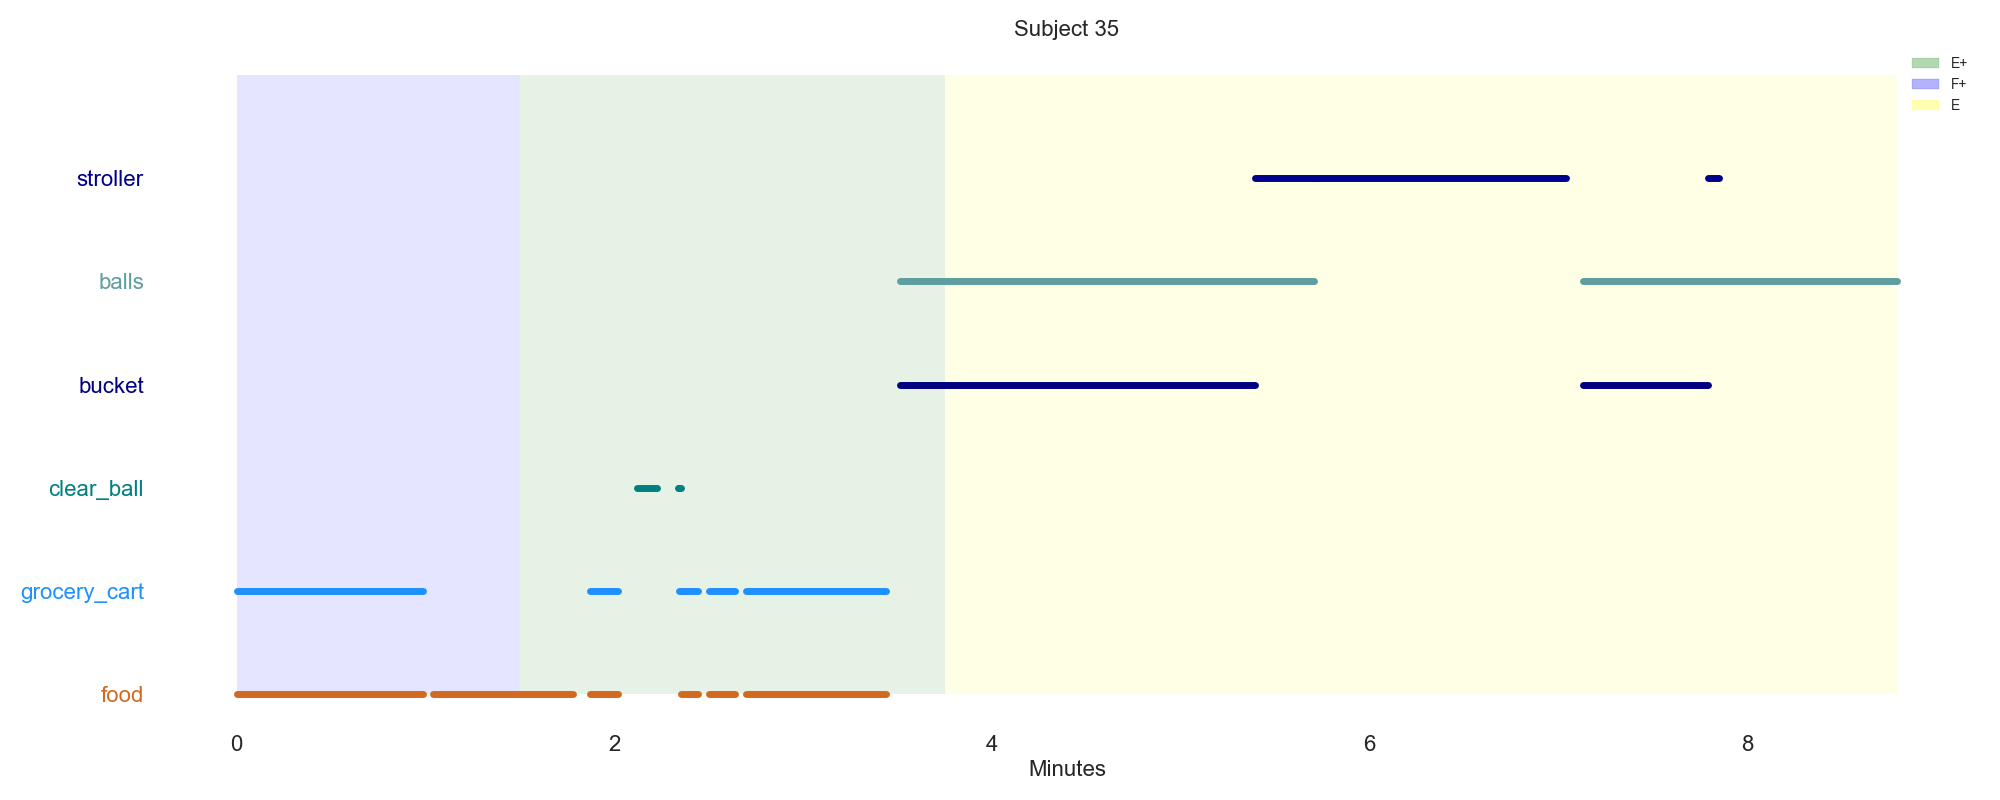 Subject 35
E+
F+
E
stroller
balls
bucket
clear_ball
grocery_cart
food
0 2 4 6 8
Minutes